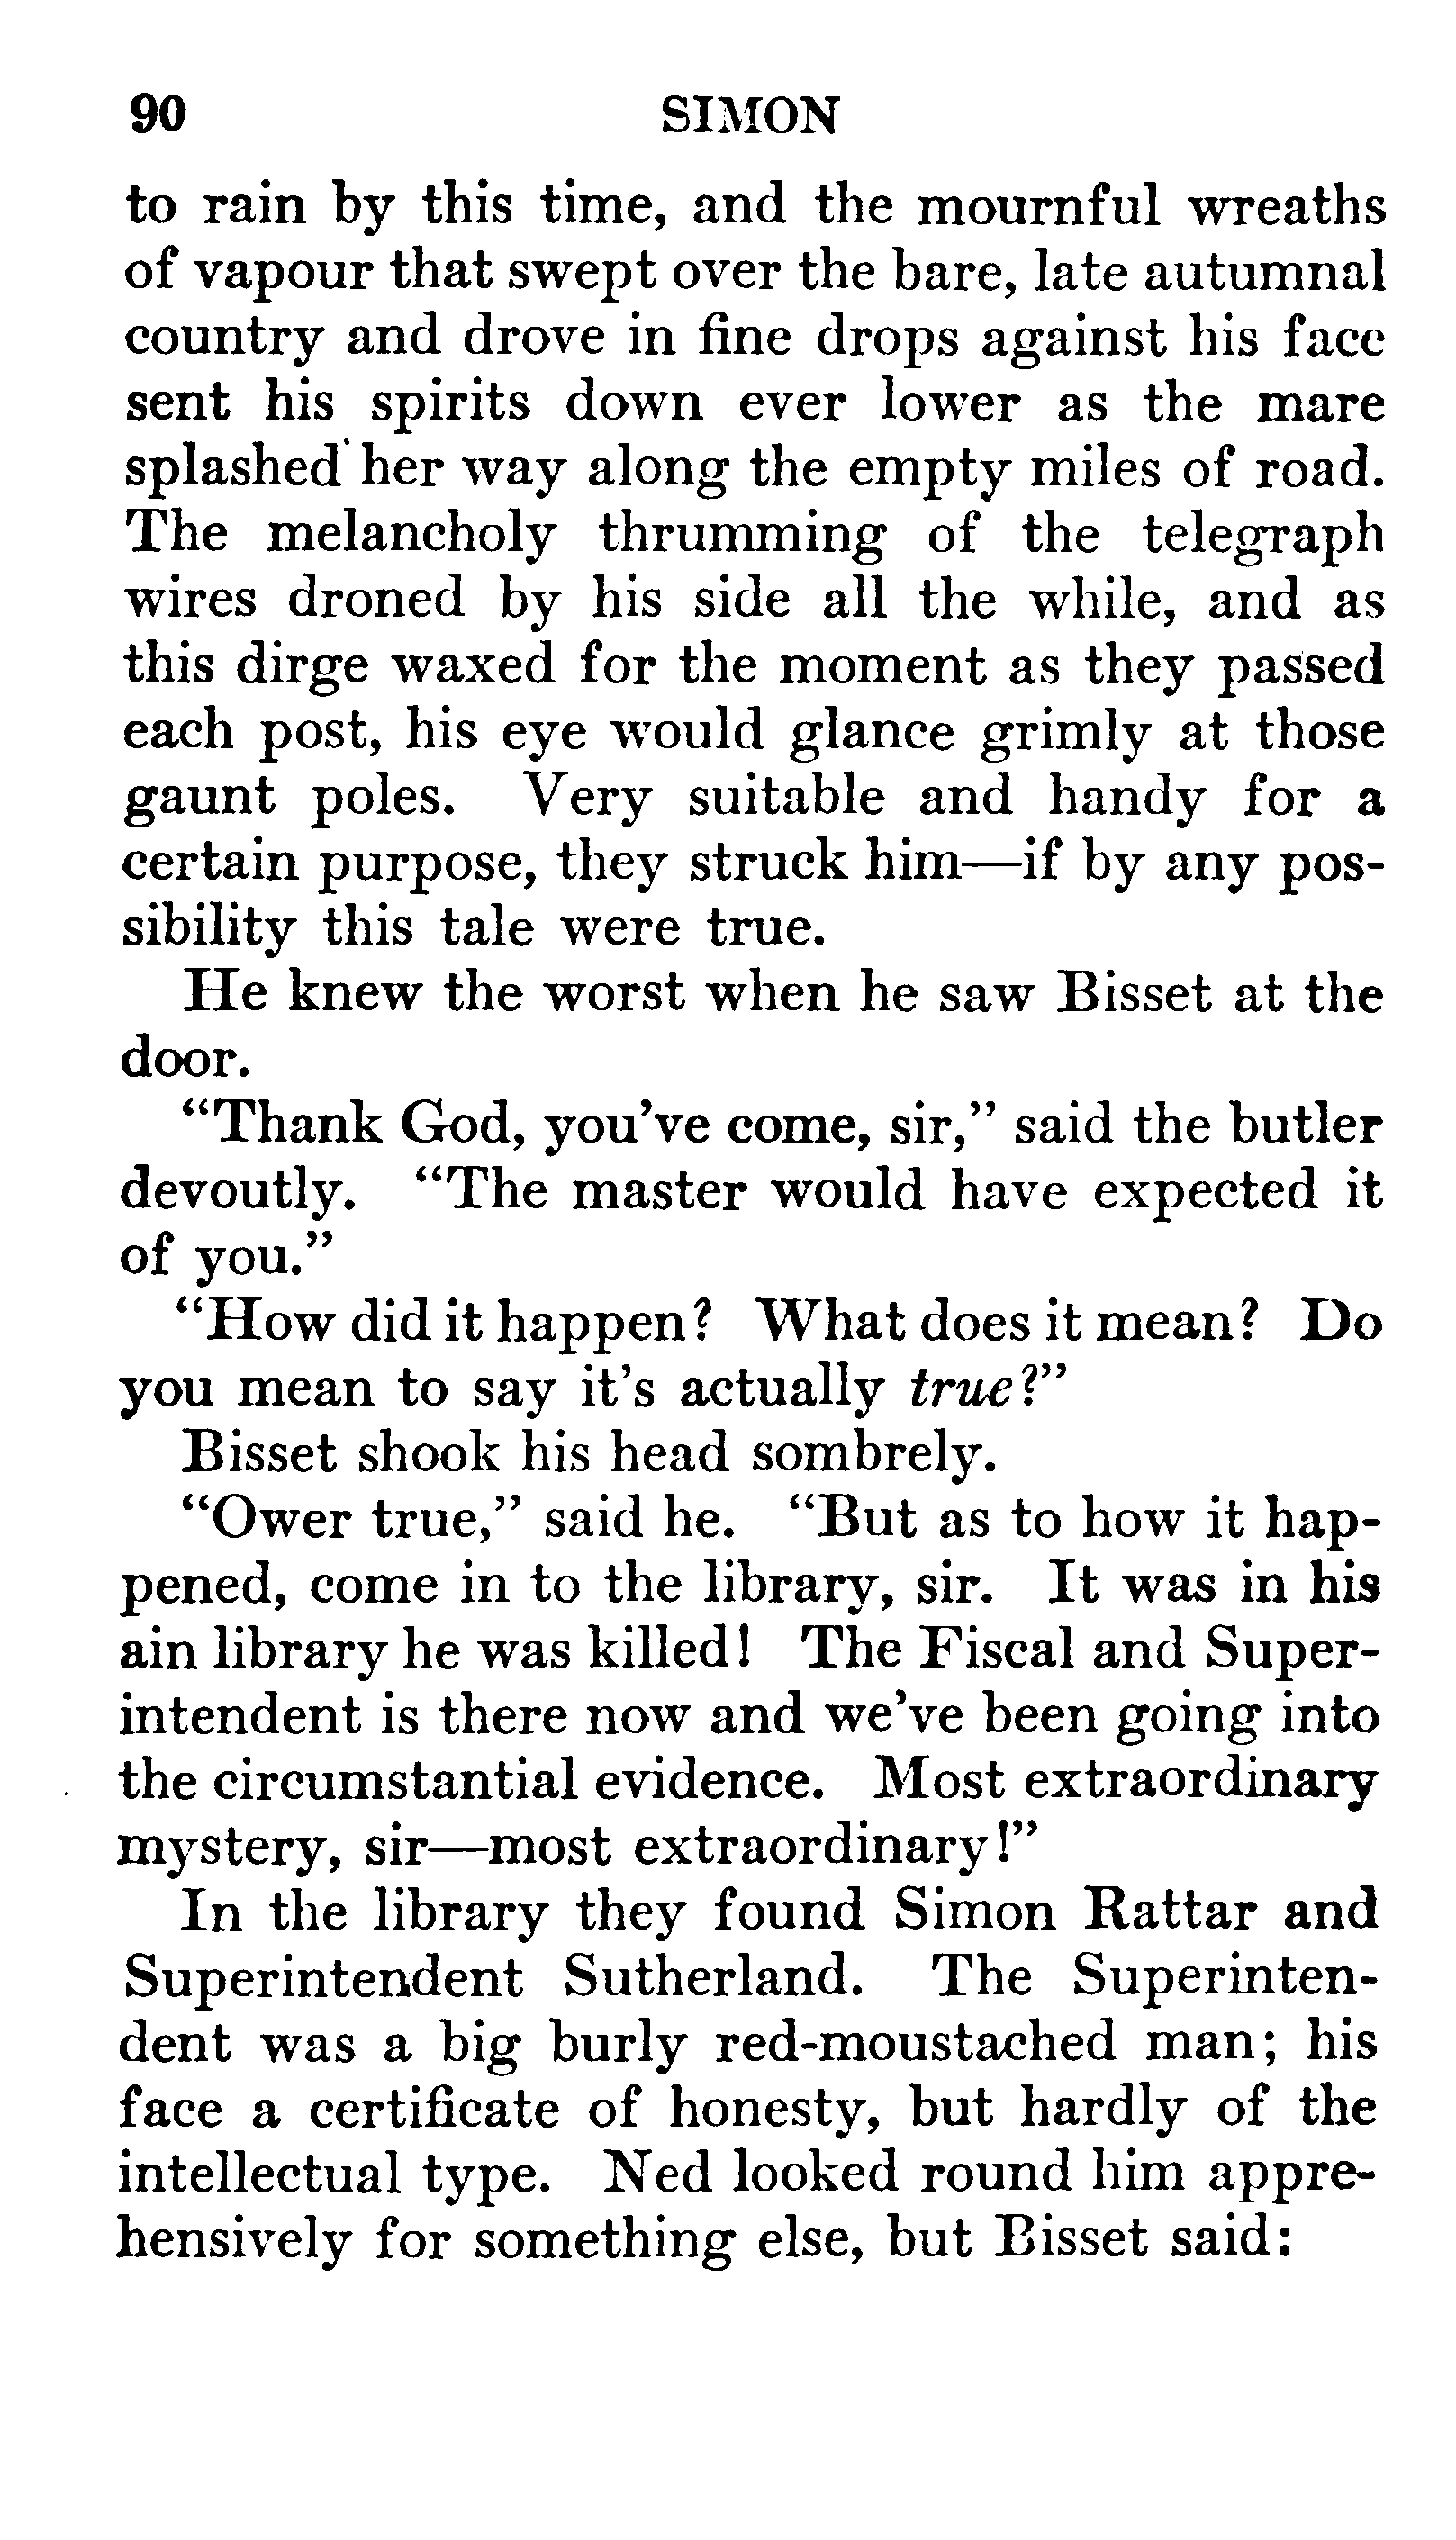 90 SIMON
to rain by this time, and the mournful wreaths
of vapour that swept over the bare, late autumnal
country and drove in fine drops against his face
sent his spirits down ever lower as the mare
splashed her way along the empty miles of road.
The melancholy thrumming of the telegraph
wires droned by his side all the while, and as
this dirge waxed for the moment as they passed
each post, his eye would glance grimly at those
gaunt poles. Very suitable and handy for a
certain purpose, they struck him—if by any pos-
sibility this tale were true.
He knew the worst when he saw Bisset at the
door.
“Thank God, you’ve come, sir,” said the butler
devoutly. “The master would have expected it
of you.”
“How did it happen? What does it mean? Do
you mean to say it’s actually true?”
Bisset shook his head sombrely.
“Ower true,” said he. “But as to how it hap-
pened, come in to the library, sir. It was in his
ain library he was killed! The Fiscal and Super-
intendent is there now and we’ve been going into
the circumstantial evidence. Most extraordinary
mystery, sir—most extraordinary!”
In the library they found Simon Rattar and
Superintendent Sutherland. The Superinten-
dent was a big burly red-moustached man; his
face a certificate of honesty, but hardly of the
intellectual type. Ned looked round him appre-
hensively for something else, but Bisset said: